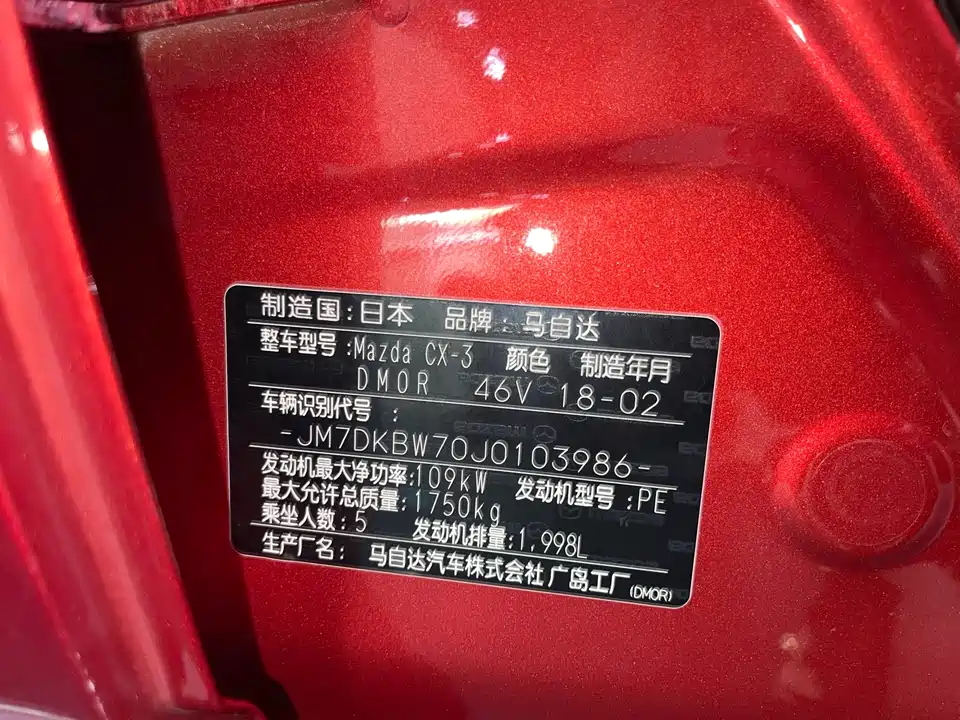 制造国:日本 品牌:马自达
整车型号:Mazda CX-3 颜色 制造年月
DM0R 46V 18-02
车辆识别代号:
-JM7DKBW70J0103986-
发动机最大净功率:109kW 发动机型号:PE
最大允许总质量:1750kg
乘坐人数:5 发动机排量:1,998L
生产厂名: 马自达汽车株式会社 广岛工厂 (DM0R)